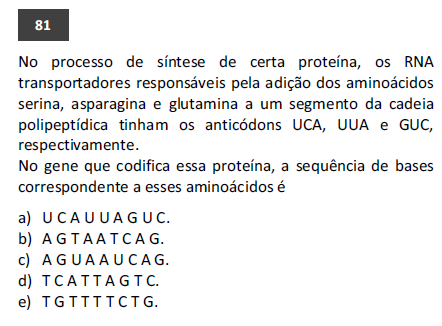 81
No processo de síntese de certa proteína, os RNA
transportadores responsáveis pela adição dos aminoácidos
serina, asparagina e glutamina a um segmento da cadeia
polipeptídica tinham os anticódons UCA, UUA e GUC,
respectivamente.
No gene que codifica essa proteína, a sequência de bases
correspondente a esses aminoácidos é
a) U C A U U A G U C.
b) A G T A A T C A G.
c) A G U A A U C A G.
d) T C A T T A G T C.
e) T G T T T T C T G.